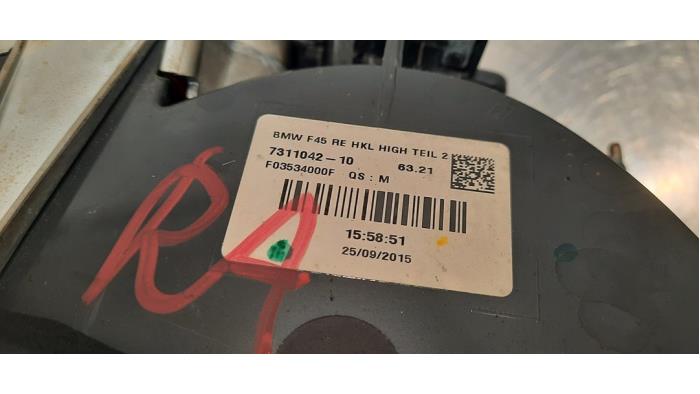 BMW F45 RE HKL HIGH TEIL 2
7311042-10 63.21
F03534000F QS: M
15:58:51
25/09/2015